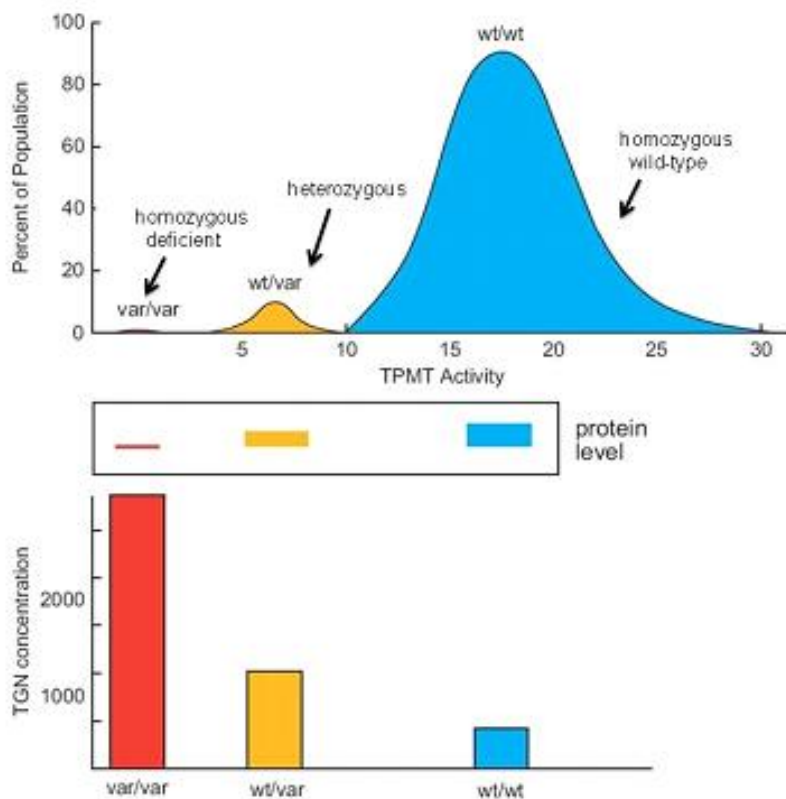 100
wt/wt
80
Percent of Population
60
homozygous
wild-type
40
heterozygous
homozygous
deficient
20
wt/var
var/var
0
5
10
15
20
25
30
TPMT Activity
protein
level
TGN concentration
2000
1000
var/var
wt/var
wt/wt